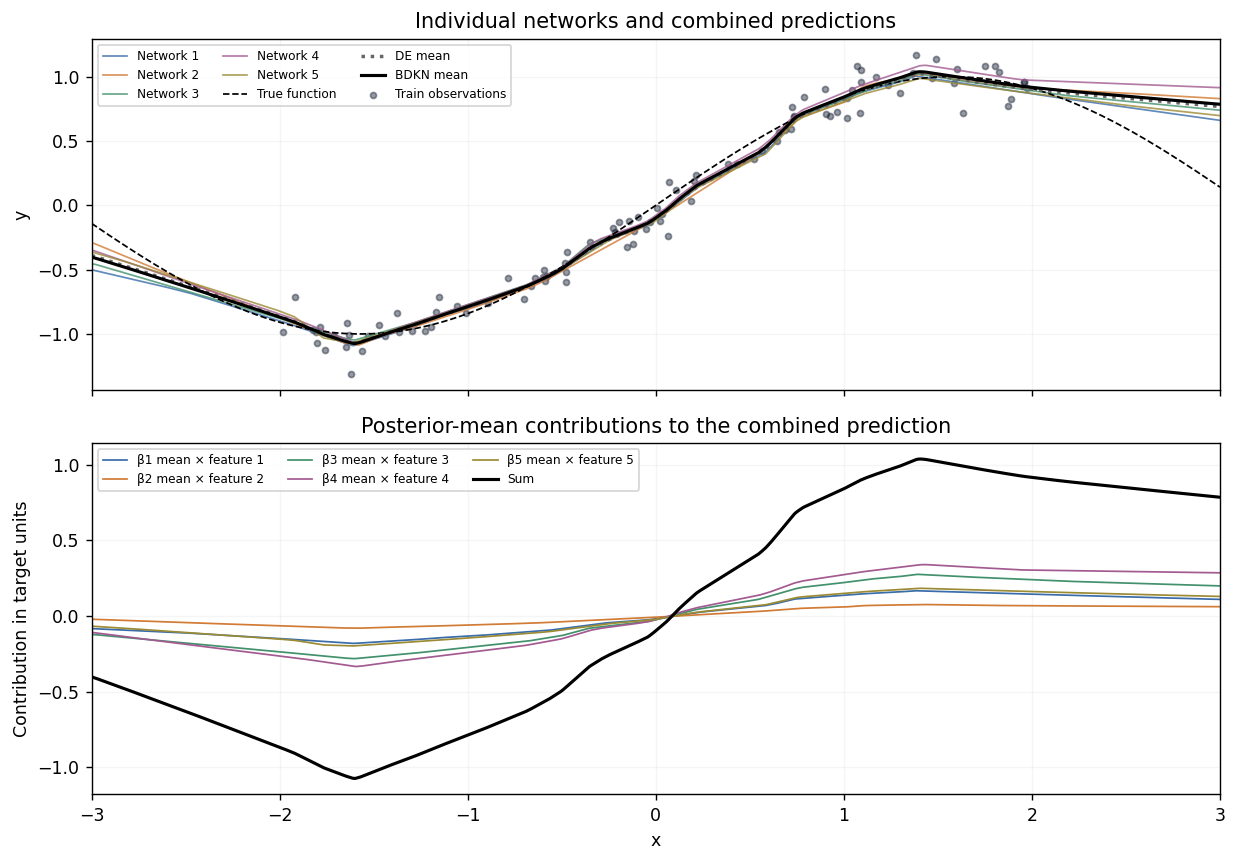 Individual networks and combined predictions
Network 1
Network 2
Network 3
Network 4
Network 5
True function
DE mean
BDKN mean
Train observations
y
1.0
0.5
0.0
−0.5
−1.0
Posterior-mean contributions to the combined prediction
β1 mean × feature 1
β2 mean × feature 2
β3 mean × feature 3
β4 mean × feature 4
β5 mean × feature 5
Sum
Contribution in target units
1.0
0.5
0.0
−0.5
−1.0
−3 −2 −1 0 1 2 3
x